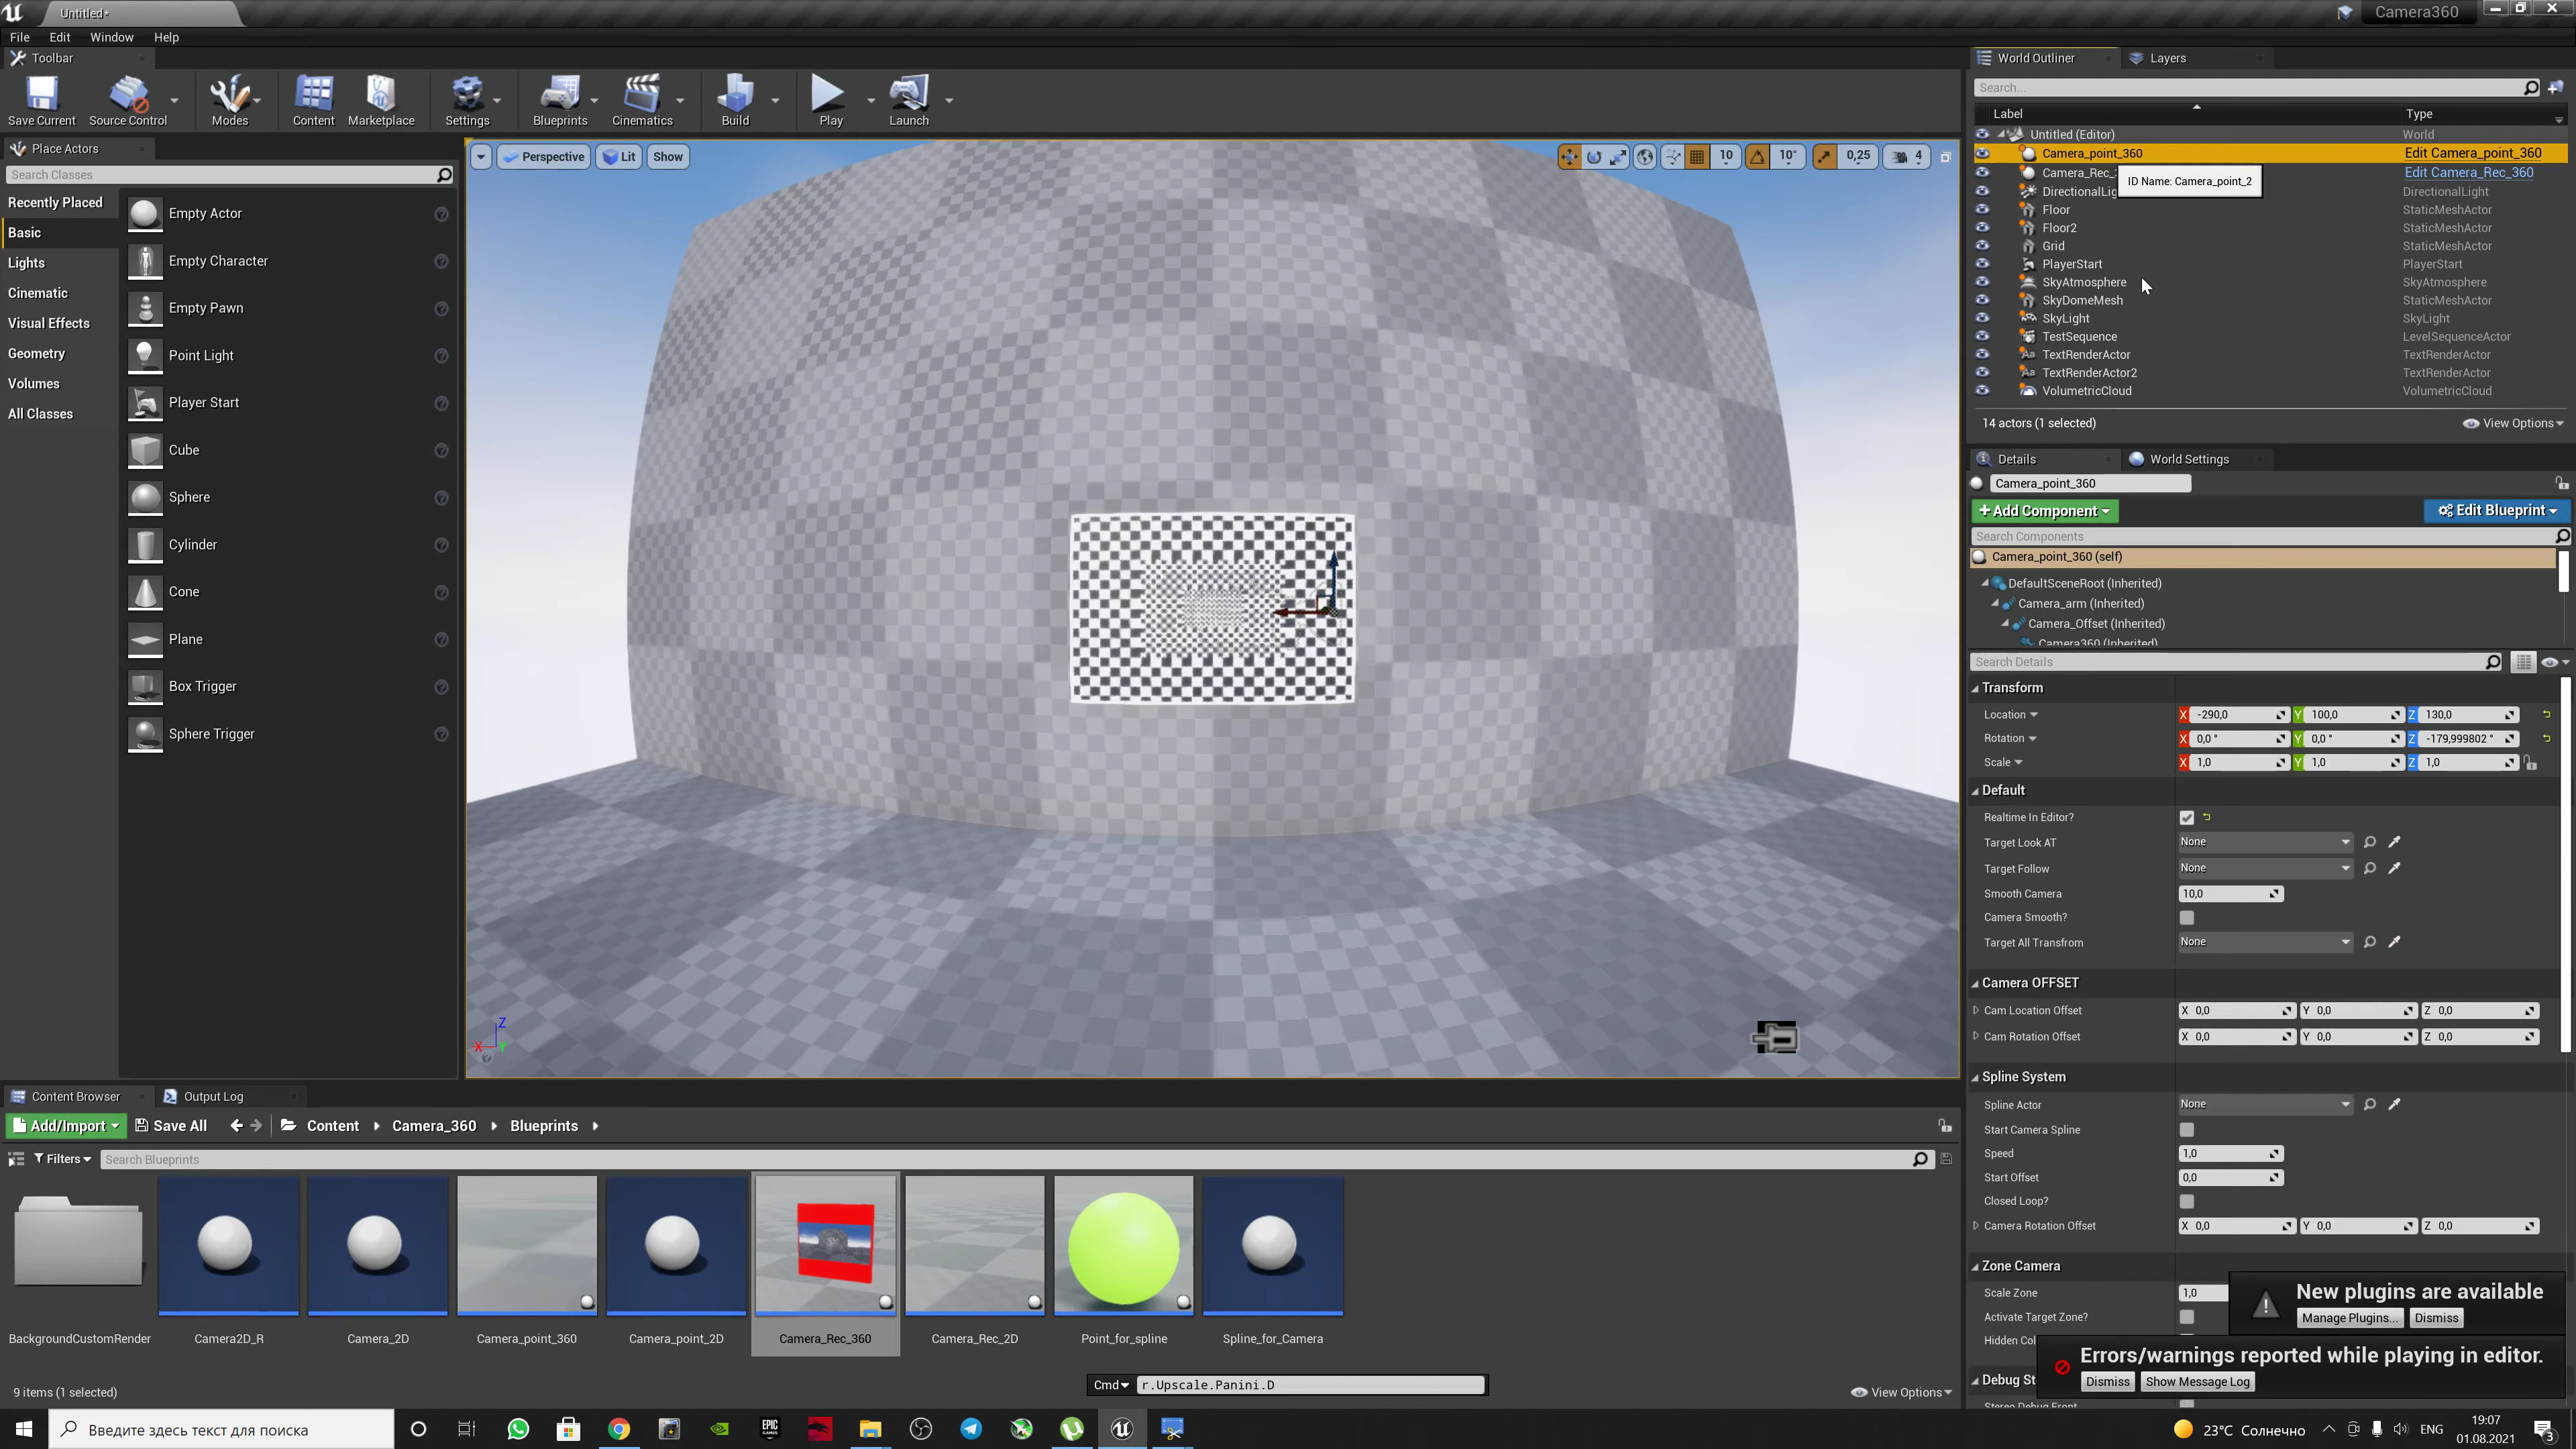 Untitled•
Camera360
File Edit Window Help
Toolbar
World Outliner Layers
Save Current Source Control Modes Content Marketplace Settings Blueprints Cinematics Build Play Launch
Search...
Label Type
Untitled (Editor) World
Camera_point_360 Edit Camera_point_360
Camera_Rec_ Edit Camera_Rec_360
ID Name: Camera_point_2
DirectionalLig DirectionalLight
Floor StaticMeshActor
Floor2 StaticMeshActor
Grid StaticMeshActor
PlayerStart PlayerStart
SkyAtmosphere SkyAtmosphere
SkyDomeMesh StaticMeshActor
SkyLight SkyLight
TestSequence LevelSequenceActor
TextRenderActor TextRenderActor
TextRenderActor2 TextRenderActor
VolumetricCloud VolumetricCloud
14 actors (1 selected) View Options
Place Actors
Search Classes
Recently Placed
Basic
Lights
Cinematic
Visual Effects
Geometry
Volumes
All Classes
Empty Actor
Empty Character
Empty Pawn
Point Light
Player Start
Cube
Sphere
Cylinder
Cone
Plane
Box Trigger
Sphere Trigger
Perspective Lit Show
10 10° 0,25 4
Z
X Y
Details World Settings
Camera_point_360
+Add Component Edit Blueprint
Search Components
Camera_point_360 (self)
DefaultSceneRoot (Inherited)
Camera_arm (Inherited)
Camera_Offset (Inherited)
Camera360 (Inherited)
Search Details
Transform
Location X -290,0 Y 100,0 Z 130,0
Rotation X 0,0 ° Y 0,0 ° Z -179,999802 °
Scale X 1,0 Y 1,0 Z 1,0
Default
Realtime In Editor?
Target Look AT None
Target Follow None
Smooth Camera 10,0
Camera Smooth?
Target All Transfrom None
Camera OFFSET
Cam Location Offset X 0,0 Y 0,0 Z 0,0
Cam Rotation Offset X 0,0 Y 0,0 Z 0,0
Spline System
Spline Actor None
Start Camera Spline
Speed 1,0
Start Offset 0,0
Closed Loop?
Camera Rotation Offset X 0,0 Y 0,0 Z 0,0
Zone Camera
Scale Zone 1,0
Activate Target Zone?
Hidden Col
Debug St
Stereo Debug Front
New plugins are available
Manage Plugins... Dismiss
Errors/warnings reported while playing in editor.
Dismiss Show Message Log
Content Browser Output Log
Add/Import Save All Content Camera_360 Blueprints
Filters Search Blueprints
BackgroundCustomRender Camera2D_R Camera_2D Camera_point_360 Camera_point_2D Camera_Rec_360 Camera_Rec_2D Point_for_spline Spline_for_Camera
9 items (1 selected) View Options
Cmd r.Upscale.Panini.D
Введите здесь текст для поиска
EPIC GAMES
23°C Солнечно ENG
19:07
01.08.2021
3